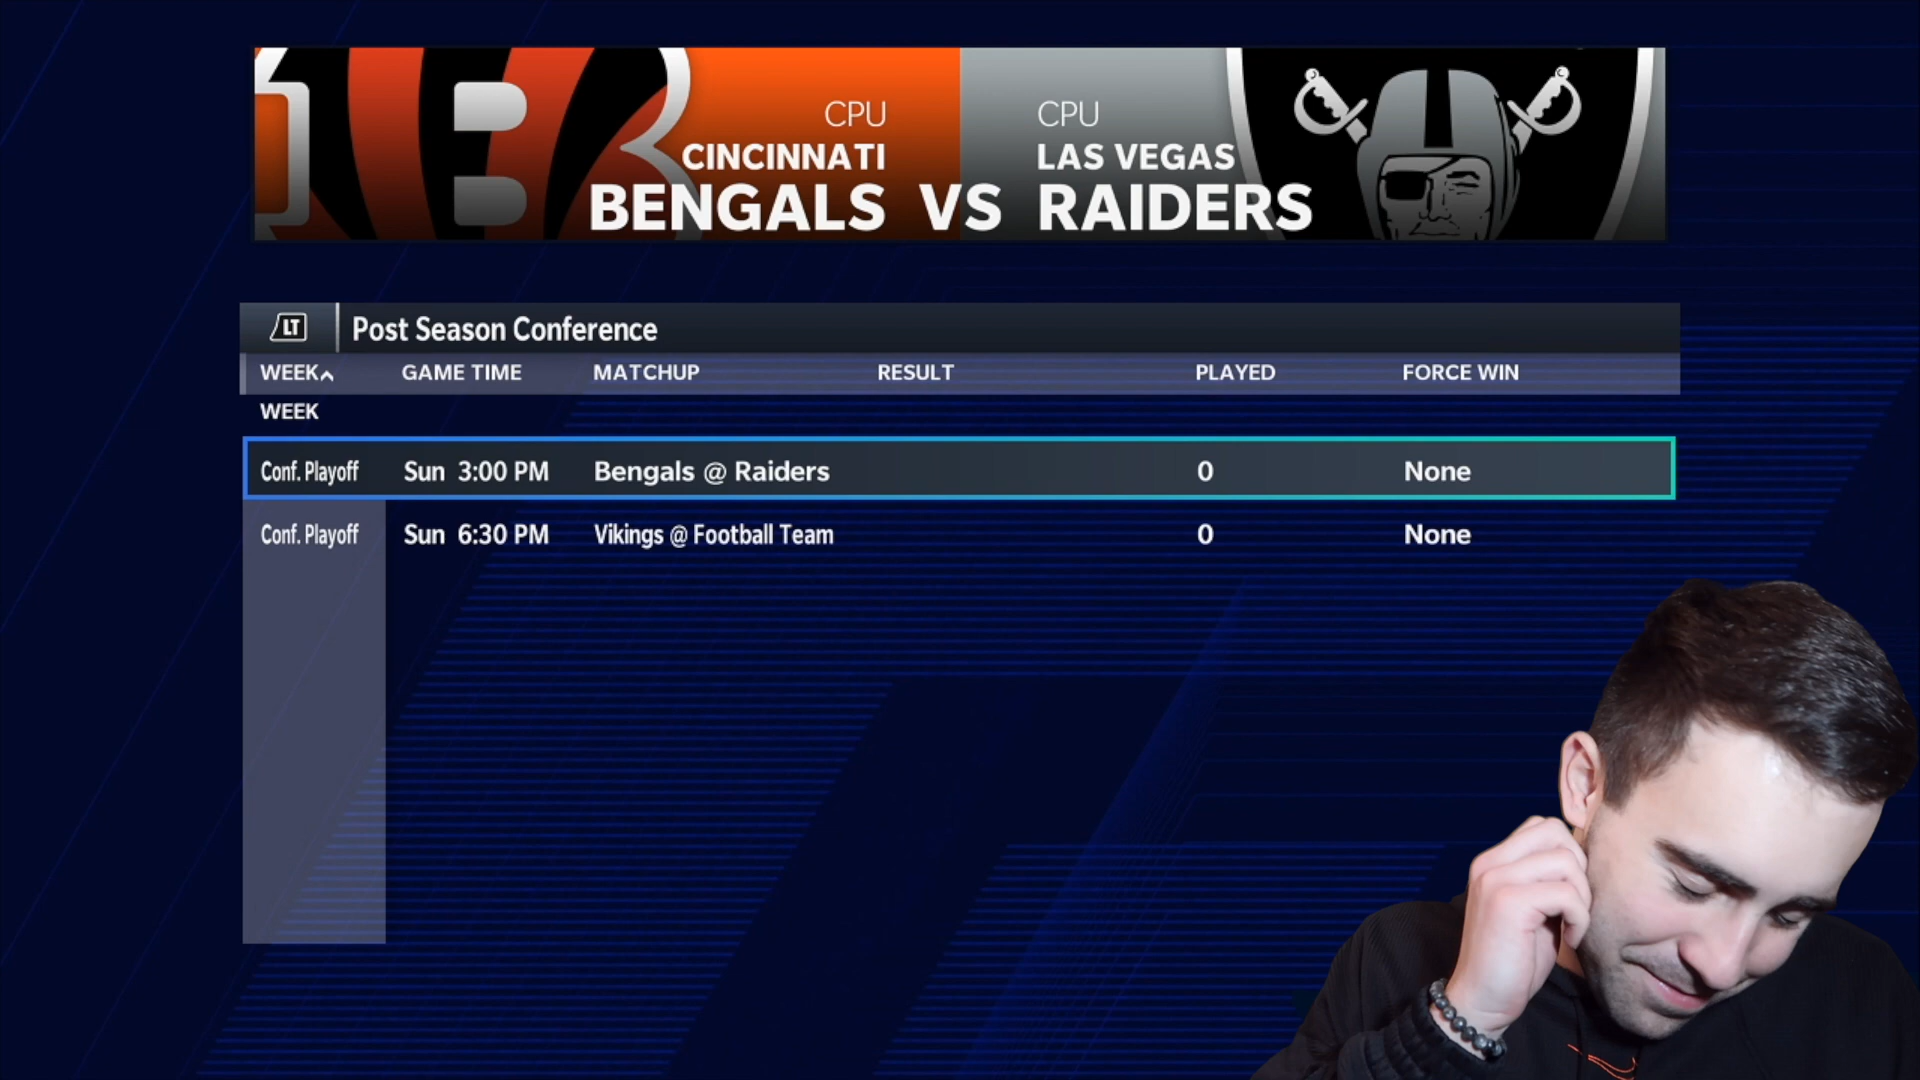 CPU
CINCINNATI
BENGALS
VS
CPU
LAS VEGAS
RAIDERS
LT
Post Season Conference
WEEK GAME TIME MATCHUP RESULT PLAYED FORCE WIN
WEEK
Conf. Playoff Sun 3:00 PM Bengals @ Raiders 0 None
Conf. Playoff Sun 6:30 PM Vikings @ Football Team 0 None